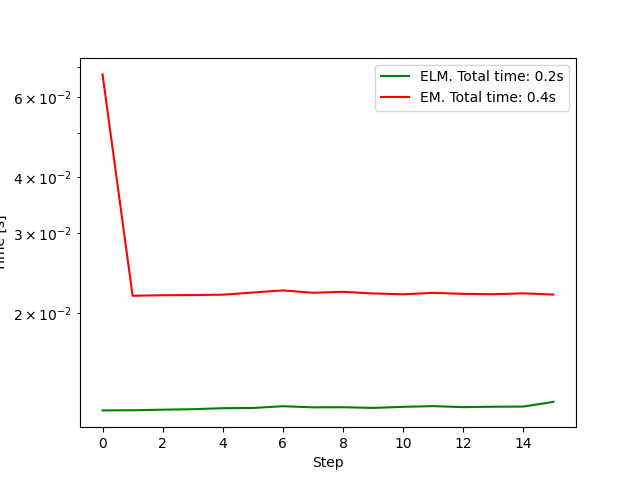 ELM. Total time: 0.2s
EM. Total time: 0.4s
6 × 10⁻²
4 × 10⁻²
3 × 10⁻²
2 × 10⁻²
0 2 4 6 8 10 12 14
Step